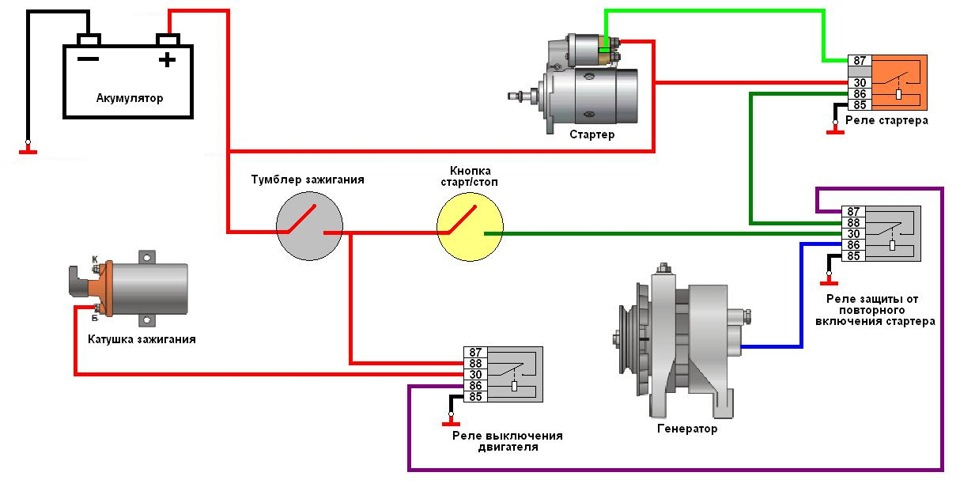 Акумулятор
Стартер
87
30
86
85
Реле стартера
Тумблер зажигания
Кнопка
старт/стоп
87
88
30
86
85
Реле защиты от
повторного
включения стартера
К
Б
Катушка зажигания
87
88
30
86
85
Реле выключения
двигателя
Генератор